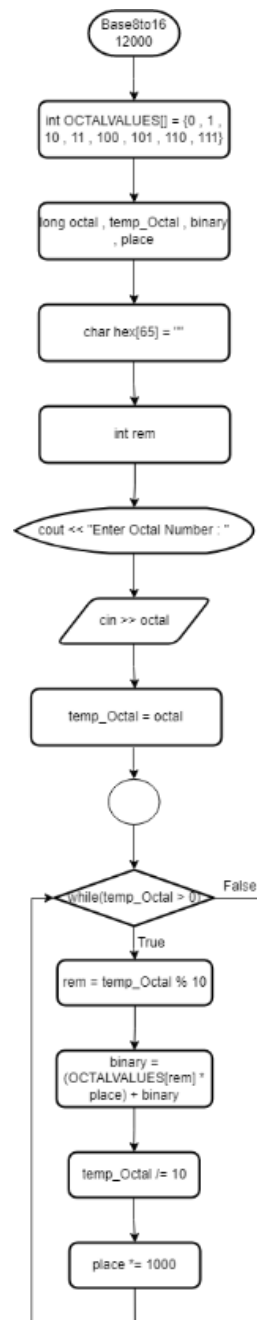 Base8to16
12000
int OCTALVALUES[] = {0 , 1 ,
10 , 11 , 100 , 101 , 110 , 111}
long octal , temp_Octal , binary
, place
char hex[65] = ""
int rem
cout << "Enter Octal Number : "
cin >> octal
temp_Octal = octal
while(temp_Octal > 0)
False
True
rem = temp_Octal % 10
binary =
(OCTALVALUES[rem] *
place) + binary
temp_Octal /= 10
place *= 1000